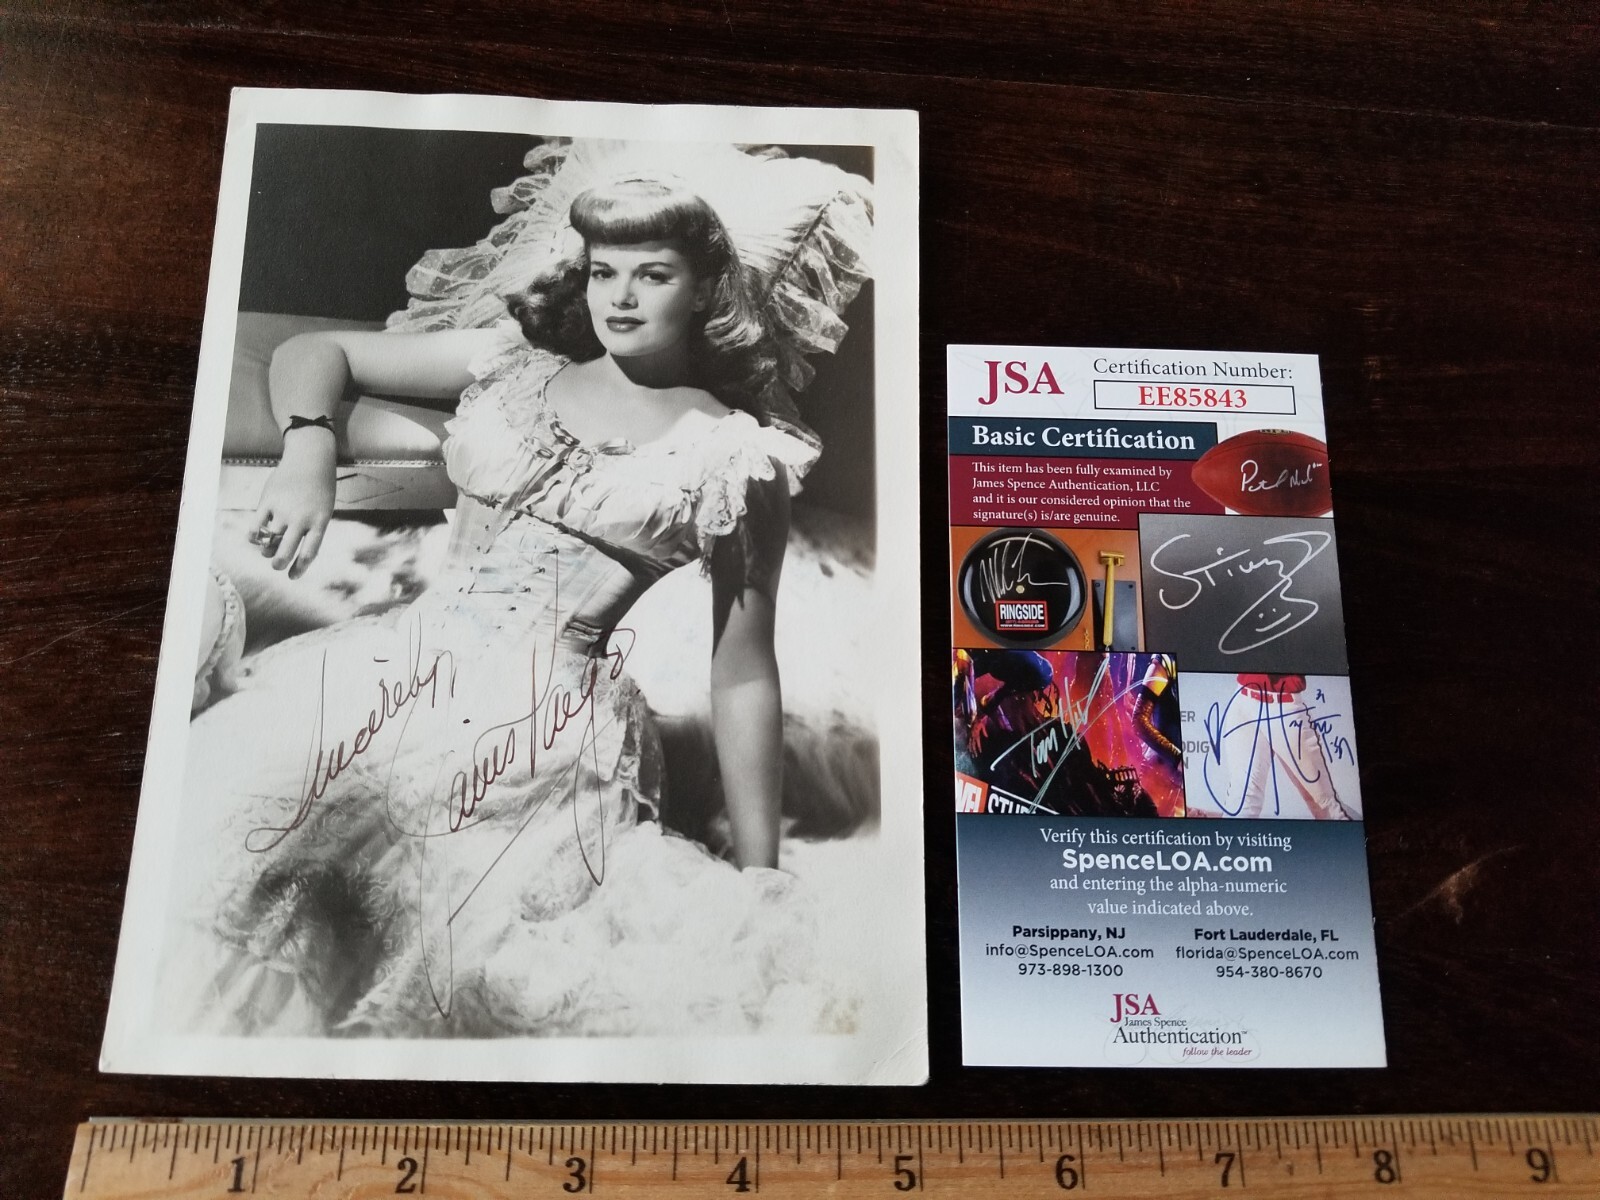 Sincerely,
Janis Paige
JSA
Certification Number:
EE85843
Basic Certification
This item has been fully examined by
James Spence Authentication, LLC
and it is our considered opinion that the
signature(s) is/are genuine.
RINGSIDE
Verify this certification by visiting
SpenceLOA.com
and entering the alpha-numeric
value indicated above.
Parsippany, NJ
info@SpenceLOA.com
973-898-1300
Fort Lauderdale, FL
florida@SpenceLOA.com
954-380-8670
JSA
James Spence
Authentication™
follow the leader
1 2 3 4 5 6 7 8 9